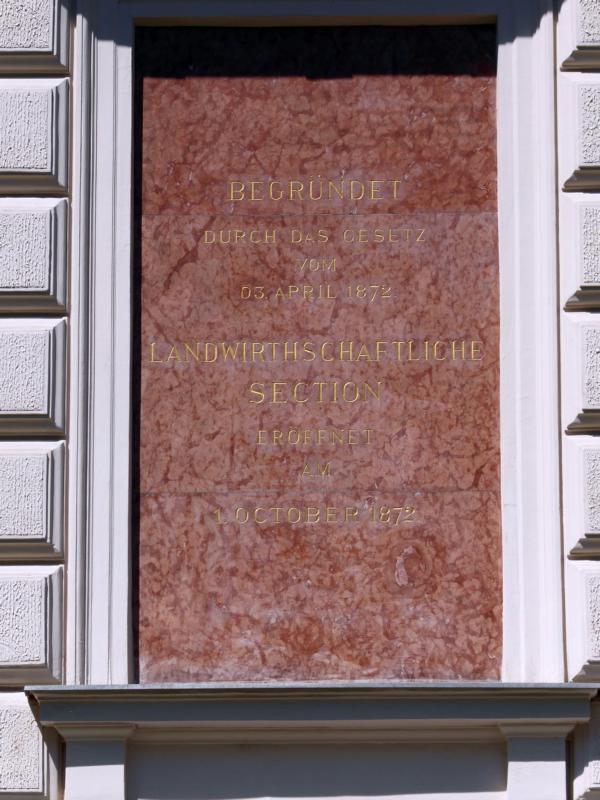 BEGRÜNDET
DURCH DAS GESETZ
VOM
03. APRIL 1872
LANDWIRTHSCHAFTLICHE
SECTION
ERÖFFNET
AM
1. OCTOBER 1872